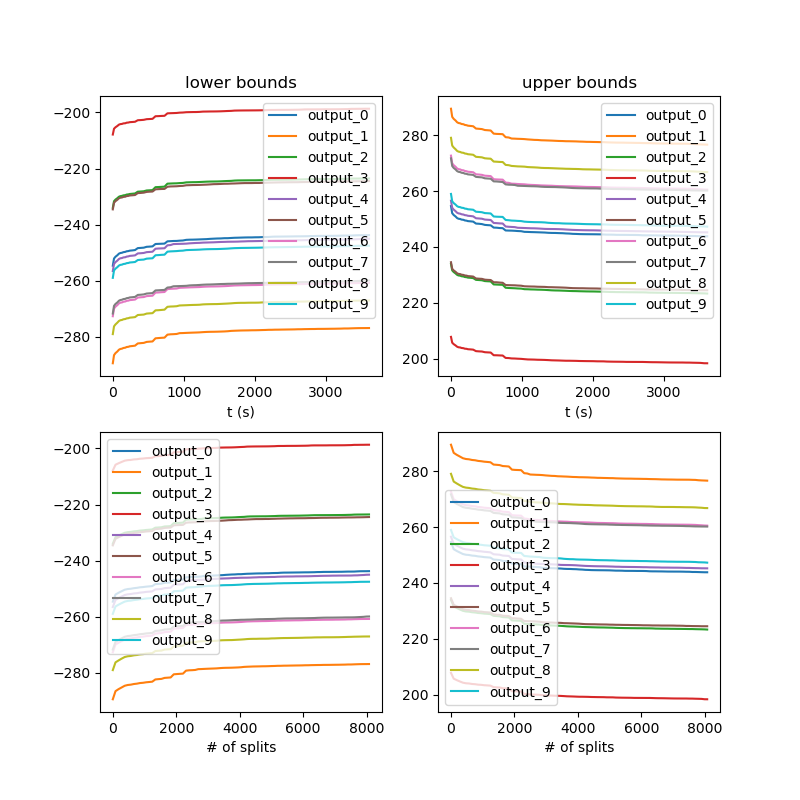 lower bounds
−200
−220
−240
−260
−280
0
1000
2000
3000
t (s)
output_0
output_1
output_2
output_3
output_4
output_5
output_6
output_7
output_8
output_9
upper bounds
280
260
240
220
200
0
1000
2000
3000
t (s)
output_0
output_1
output_2
output_3
output_4
output_5
output_6
output_7
output_8
output_9
−200
−220
−240
−260
−280
0
2000
4000
6000
8000
# of splits
output_0
output_1
output_2
output_3
output_4
output_5
output_6
output_7
output_8
output_9
280
260
240
220
200
0
2000
4000
6000
8000
# of splits
output_0
output_1
output_2
output_3
output_4
output_5
output_6
output_7
output_8
output_9